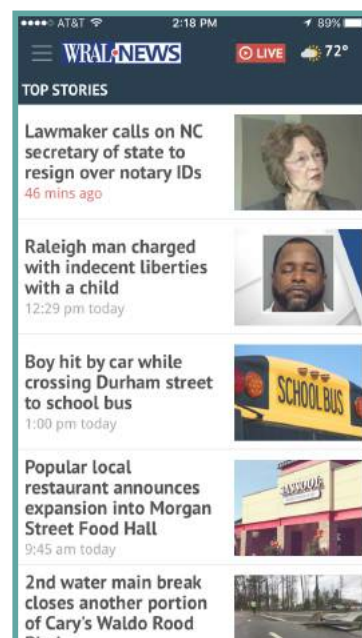 AT&T 2:18 PM 89%
WRAL NEWS LIVE 72°
TOP STORIES
Lawmaker calls on NC
secretary of state to
resign over notary IDs
46 mins ago
Raleigh man charged
with indecent liberties
with a child
12:29 pm today
Boy hit by car while
crossing Durham street
to school bus
1:00 pm today
SCHOOL BUS
Popular local
restaurant announces
expansion into Morgan
Street Food Hall
9:45 am today
SASSOOL
2nd water main break
closes another portion
of Cary's Waldo Rood